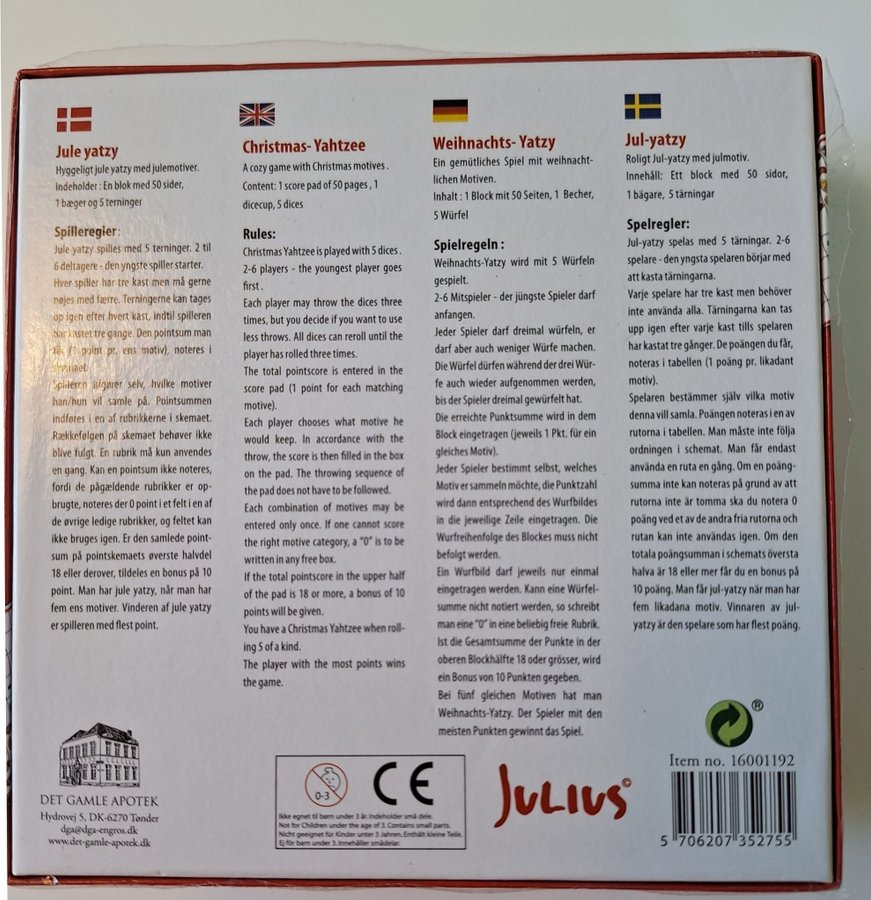 Jule yatzy
Hyggeligt jule yatzy med julemotiver.
Indeholder : En blok med 50 sider,
1 bæger og 5 terninger
Spilleregler :
Jule yatzy spilles med 5 terninger. 2 til
6 deltagere - den yngste spiller starter.
Hver spiller har tre kast men må gerne
nøjes med færre. Terningerne kan tages
op igen efter hvert kast, indtil spilleren
har kastet tre gange. Den pointsum man
får (1 point pr. ens motiv), noteres i
skemaet.
Spilleren afgører selv, hvilke motiver
han/hun vil samle på. Pointsummen
indføres i en af rubrikkerne i skemaet.
Rækkefølgen på skemaet behøver ikke
blive fulgt. En rubrik må kun anvendes
en gang. Kan en pointsum ikke noteres,
fordi de pågældende rubrikker er op-
brugte, noteres der 0 point i et felt i en af
de øvrige ledige rubrikker, og feltet kan
ikke bruges igen. Er den samlede point-
sum på pointskemaets øverste halvdel
18 eller derover, tildeles en bonus på 10
point. Man har jule yatzy, når man har
fem ens motiver. Vinderen af jule yatzy
er spilleren med flest point.
Christmas- Yahtzee
A cozy game with Christmas motives .
Content: 1 score pad of 50 pages , 1
dicecup, 5 dices
Rules:
Christmas Yahtzee is played with 5 dices .
2-6 players - the youngest player goes
first .
Each player may throw the dices three
times, but you decide if you want to use
less throws. All dices can reroll until the
player has rolled three times.
The total pointscore is entered in the
score pad (1 point for each matching
motive).
Each player chooses what motive he
would keep. In accordance with the
throw, the score is then filled in the box
on the pad. The throwing sequence of
the pad does not have to be followed.
Each combination of motives may be
entered only once. If one cannot score
the right motive category, a "0" is to be
written in any free box.
If the total pointscore in the upper half
of the pad is 18 or more, a bonus of 10
points will be given.
You have a Christmas Yahtzee when roll-
ing 5 of a kind.
The player with the most points wins
the game.
Weihnachts- Yatzy
Ein gemütliches Spiel mit weihnacht-
lichen Motiven.
Inhalt : 1 Block mit 50 Seiten, 1 Becher,
5 Würfel
Spielregeln :
Weihnachts-Yatzy wird mit 5 Würfeln
gespielt.
2-6 Mitspieler - der jüngste Spieler darf
anfangen.
Jeder Spieler darf dreimal würfeln, er
darf aber auch weniger Würfe machen.
Die Würfel dürfen während der drei Wür-
fe auch wieder aufgenommen werden,
bis der Spieler dreimal gewürfelt hat.
Die erreichte Punktsumme wird in dem
Block eingetragen (jeweils 1 Pkt. für ein
gleiches Motiv).
Jeder Spieler bestimmt selbst, welches
Motiv er sammeln möchte, die Punktzahl
wird dann entsprechend des Wurfbildes
in die jeweilige Zeile eingetragen. Die
Wurfreihenfolge des Blockes muss nicht
befolgt werden.
Ein Wurfbild darf jeweils nur einmal
eingetragen werden. Kann eine Würfel-
summe nicht notiert werden, so schreibt
man eine "0" in eine beliebig freie Rubrik.
Ist die Gesamtsumme der Punkte in der
oberen Blockhälfte 18 oder grösser, wird
ein Bonus von 10 Punkten gegeben.
Bei fünf gleichen Motiven hat man
Weihnachts-Yatzy. Der Spieler mit den
meisten Punkten gewinnt das Spiel.
Jul-yatzy
Roligt Jul-yatzy med julmotiv.
Innehåll: Ett block med 50 sidor,
1 bägare, 5 tärningar
Spelregler:
Jul-yatzy spelas med 5 tärningar. 2-6
spelare - den yngsta spelaren börjar med
att kasta tärningarna.
Varje spelare har tre kast men behöver
inte använda alla. Tärningarna kan tas
upp igen efter varje kast tills spelaren
har kastat tre gånger. De poängen du får,
noteras i tabellen (1 poäng pr. likadant
motiv).
Spelaren bestämmer själv vilka motiv
denna vill samla. Poängen noteras i en av
rutorna i tabellen. Man måste inte följa
ordningen i schemat. Man får endast
använda en ruta en gång. Om en poäng-
summa inte kan noteras på grund av att
rutorna inte är tomma ska du notera 0
poäng ved et av de andra fria rutorna och
rutan kan inte användas igen. Om den
totala poängsumman i schemats översta
halva är 18 eller mer får du en bonus på
10 poäng. Man får jul-yatzy när man har
fem likadana motiv. Vinnaren av jul-
yatzy är den spelare som har flest poäng.
DET GAMLE APOTEK
Hydrovej 5, DK-6270 Tønder
dga@dga-engros.dk
www.det-gamle-apotek.dk
0-3
CE
Ikke egnet til børn under 3 år. Indeholder små dele.
Not for Children under the age of 3. Contains small parts.
Nicht geeignet für Kinder unter 3 Jahren. Enthält kleine Teile.
Ej för barn under 3. Innehåller smådelar.
JULIUS©
®
Item no. 16001192
5 706207 352755